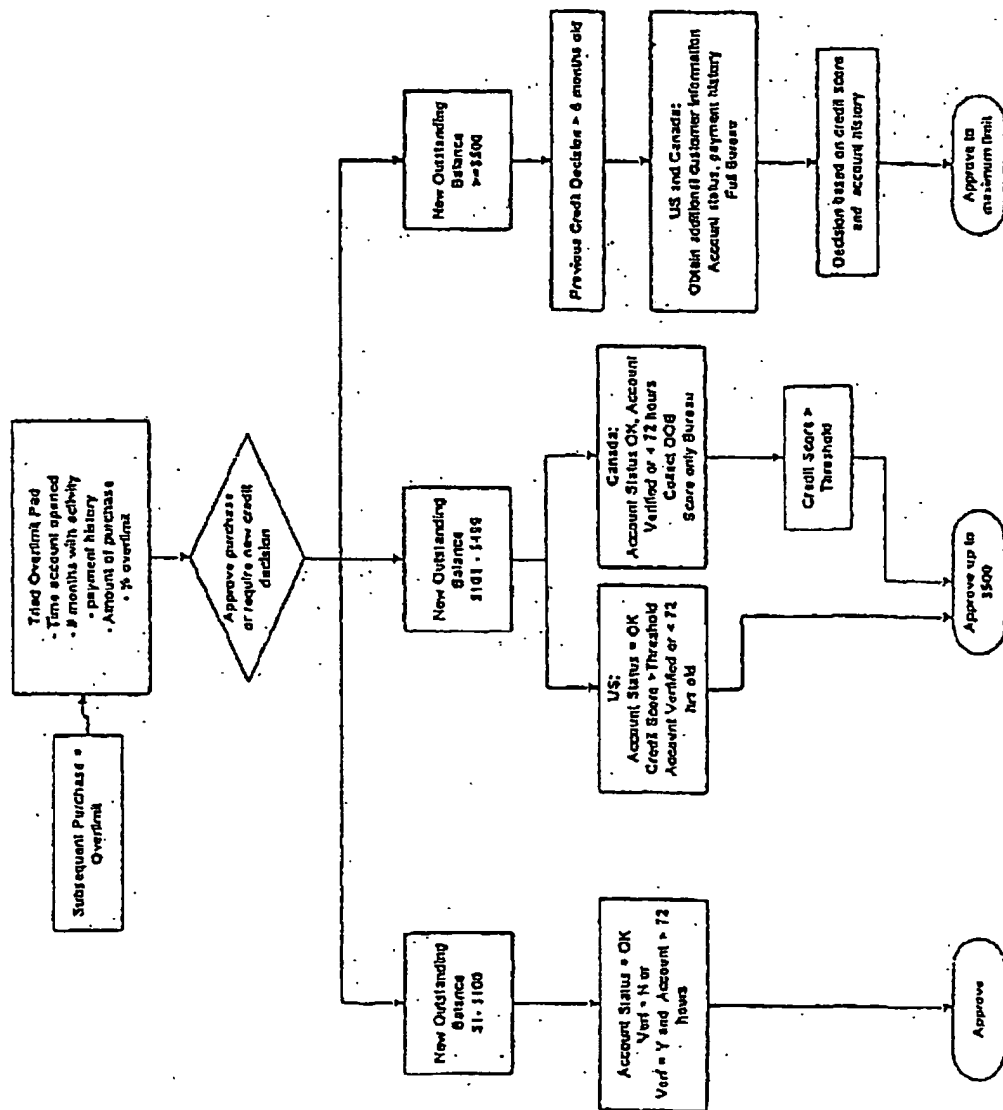 Subsequent Purchase =
Overlimit
Triad Overlimit Pad
- Time account opened
- # months with activity
- payment history
- Amount of purchase
- % overlimit
Approve purchase
or require new credit
decision
New Outstanding
Balance
$1 - $100
New Outstanding
Balance
$101 - $499
New Outstanding
Balance
>=$500
Account Status = OK
Veri = N or
Veri = Y and Account > 72
hours
US:
Account Status = OK
Credit Score > Threshold
Account Verified or < 72
hrs old
Canada:
Account Status OK, Account
Verified or < 72 hours
Collect DOB
Score only Bureau
Previous Credit Decision > 6 months old
US and Canada:
Obtain additional customer information
Account status, payment history
Full Bureau
Credit Score >
Threshold
Decision based on credit score
and account history
Approve
Approve up to
$500
Approve to
maximum limit